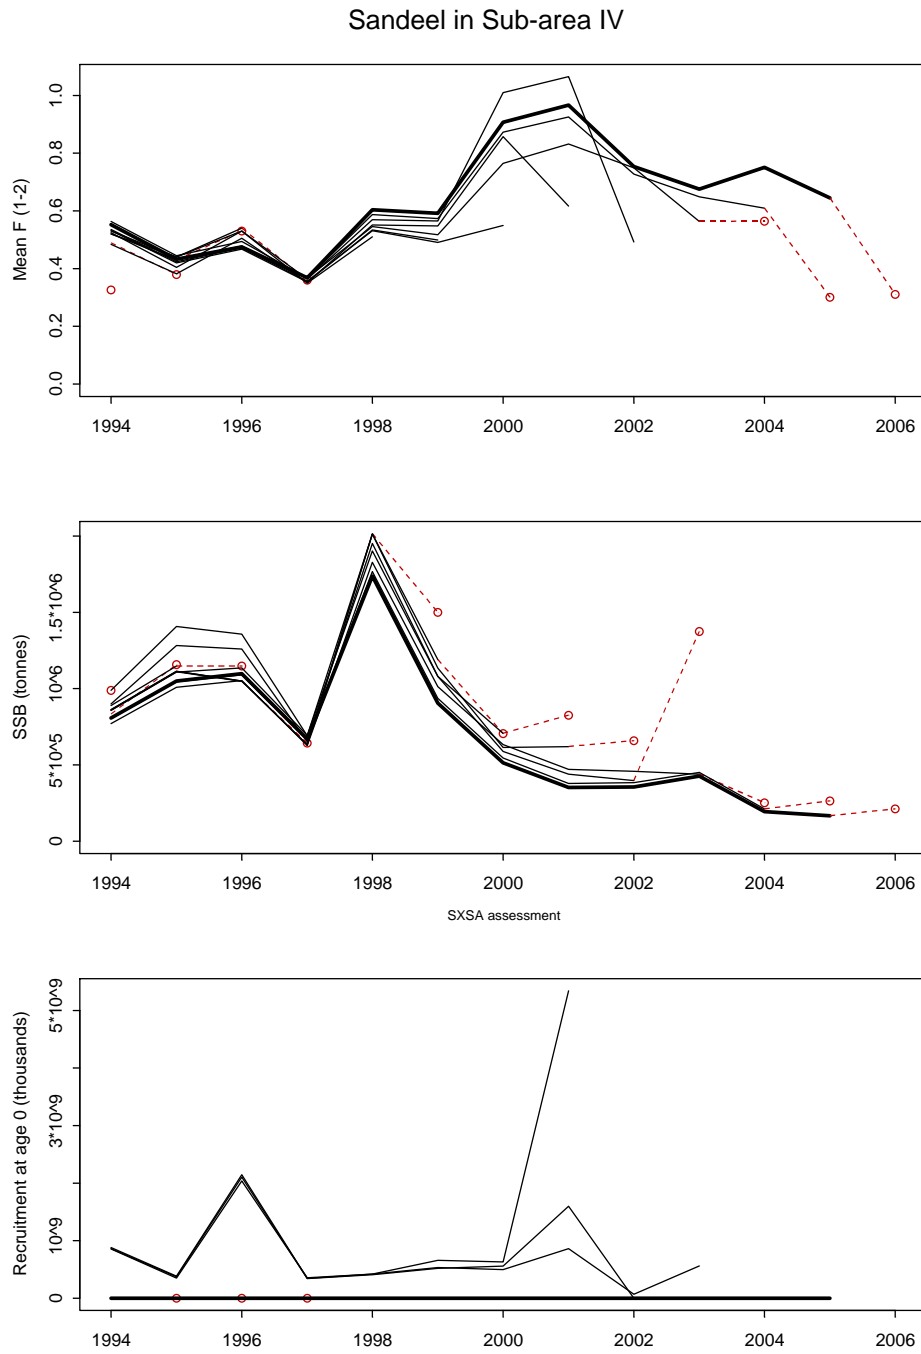 Sandeel in Sub-area IV
Mean F (1-2)
0.0 0.2 0.4 0.6 0.8 1.0
1994 1996 1998 2000 2002 2004 2006
SSB (tonnes)
0 5*10^5 10^6 1.5*10^6
1994 1996 1998 2000 2002 2004 2006
SXSA assessment
Recruitment at age 0 (thousands)
0 10^9 3*10^9 5*10^9
1994 1996 1998 2000 2002 2004 2006